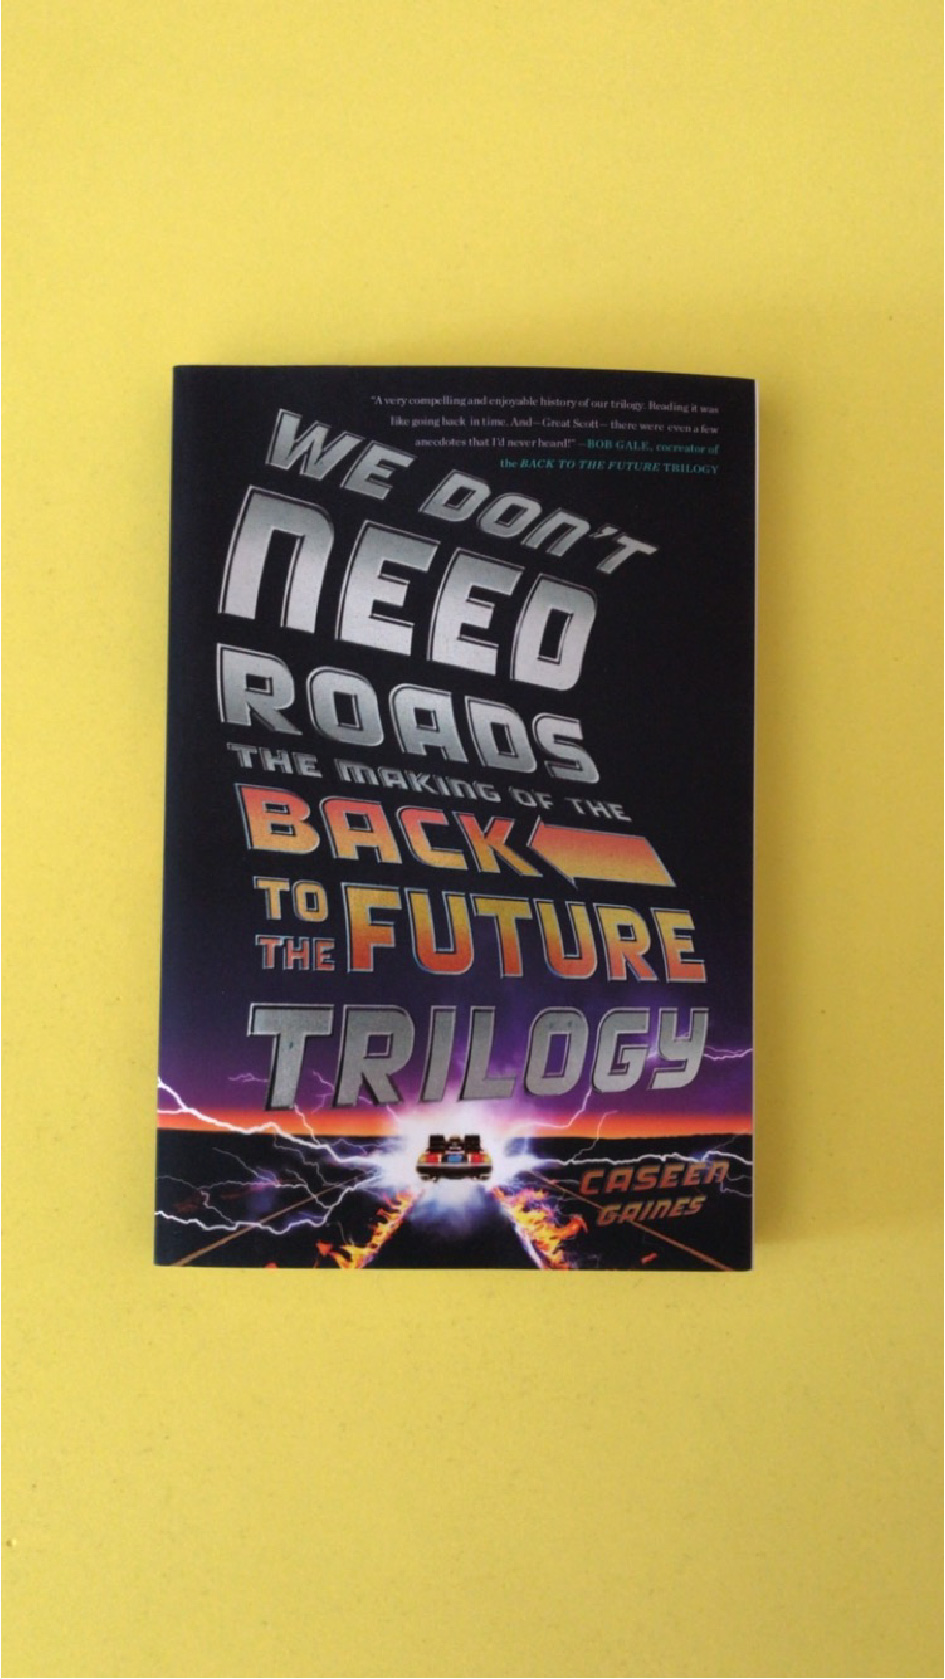 "A very compelling and enjoyable history of our trilogy. Reading it was
like going back in time. And—Great Scott—there were even a few
anecdotes that I'd never heard!" —BOB GALE, cocreator of
the BACK TO THE FUTURE TRILOGY
WE DON'T
NEED
ROADS
THE MAKING OF THE
BACK
TO
THE FUTURE
TRILOGY
CASEEN
GAINES